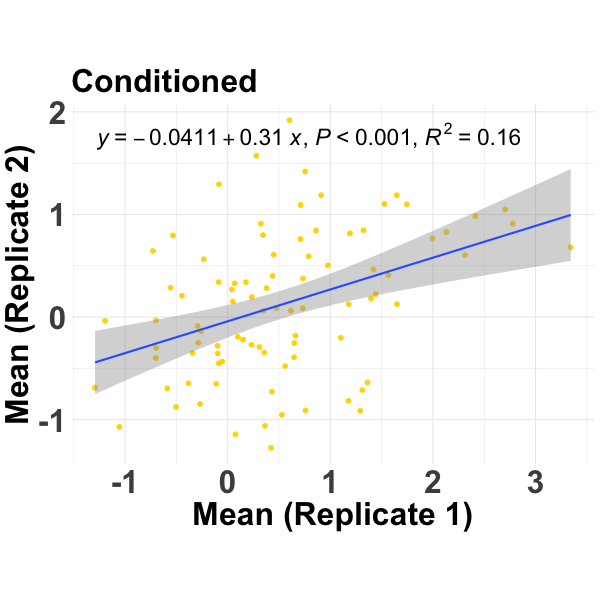 Conditioned
y = −0.0411 + 0.31 x, P < 0.001, R² = 0.16
2
1
0
-1
-1 0 1 2 3
Mean (Replicate 1)
Mean (Replicate 2)